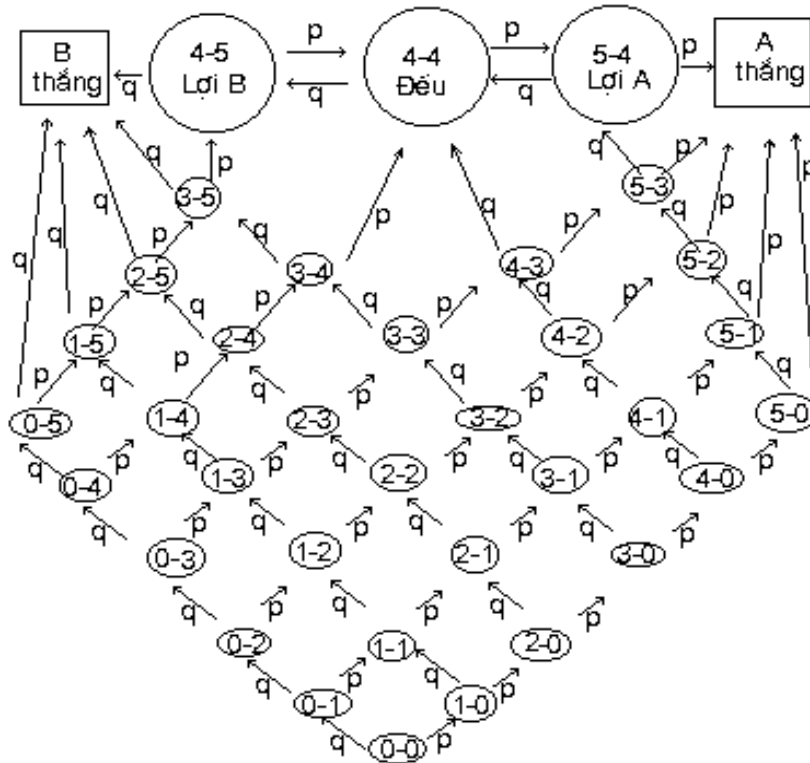 B
thắng
4-5
Lợi B
p
q
q
4-4
Đếu
p
q
5-4
Lợi A
p
A
thắng
q
p
q
p
p
3-5
5-3
q
p
q
p
q
p
q
p
q
q
2-5
3-4
4-3
5-2
p
q
p
q
p
q
p
q
1-5
2-4
3-3
4-2
5-1
p
q
p
q
p
q
p
q
p
q
0-5
1-4
2-3
3-2
4-1
5-0
q
p
q
p
q
p
q
p
q
0-4
1-3
2-2
3-1
4-0
q
p
q
p
q
p
q
p
0-3
1-2
2-1
3-0
q
p
q
p
q
p
0-2
1-1
2-0
q
p
q
p
0-1
1-0
q
p
0-0